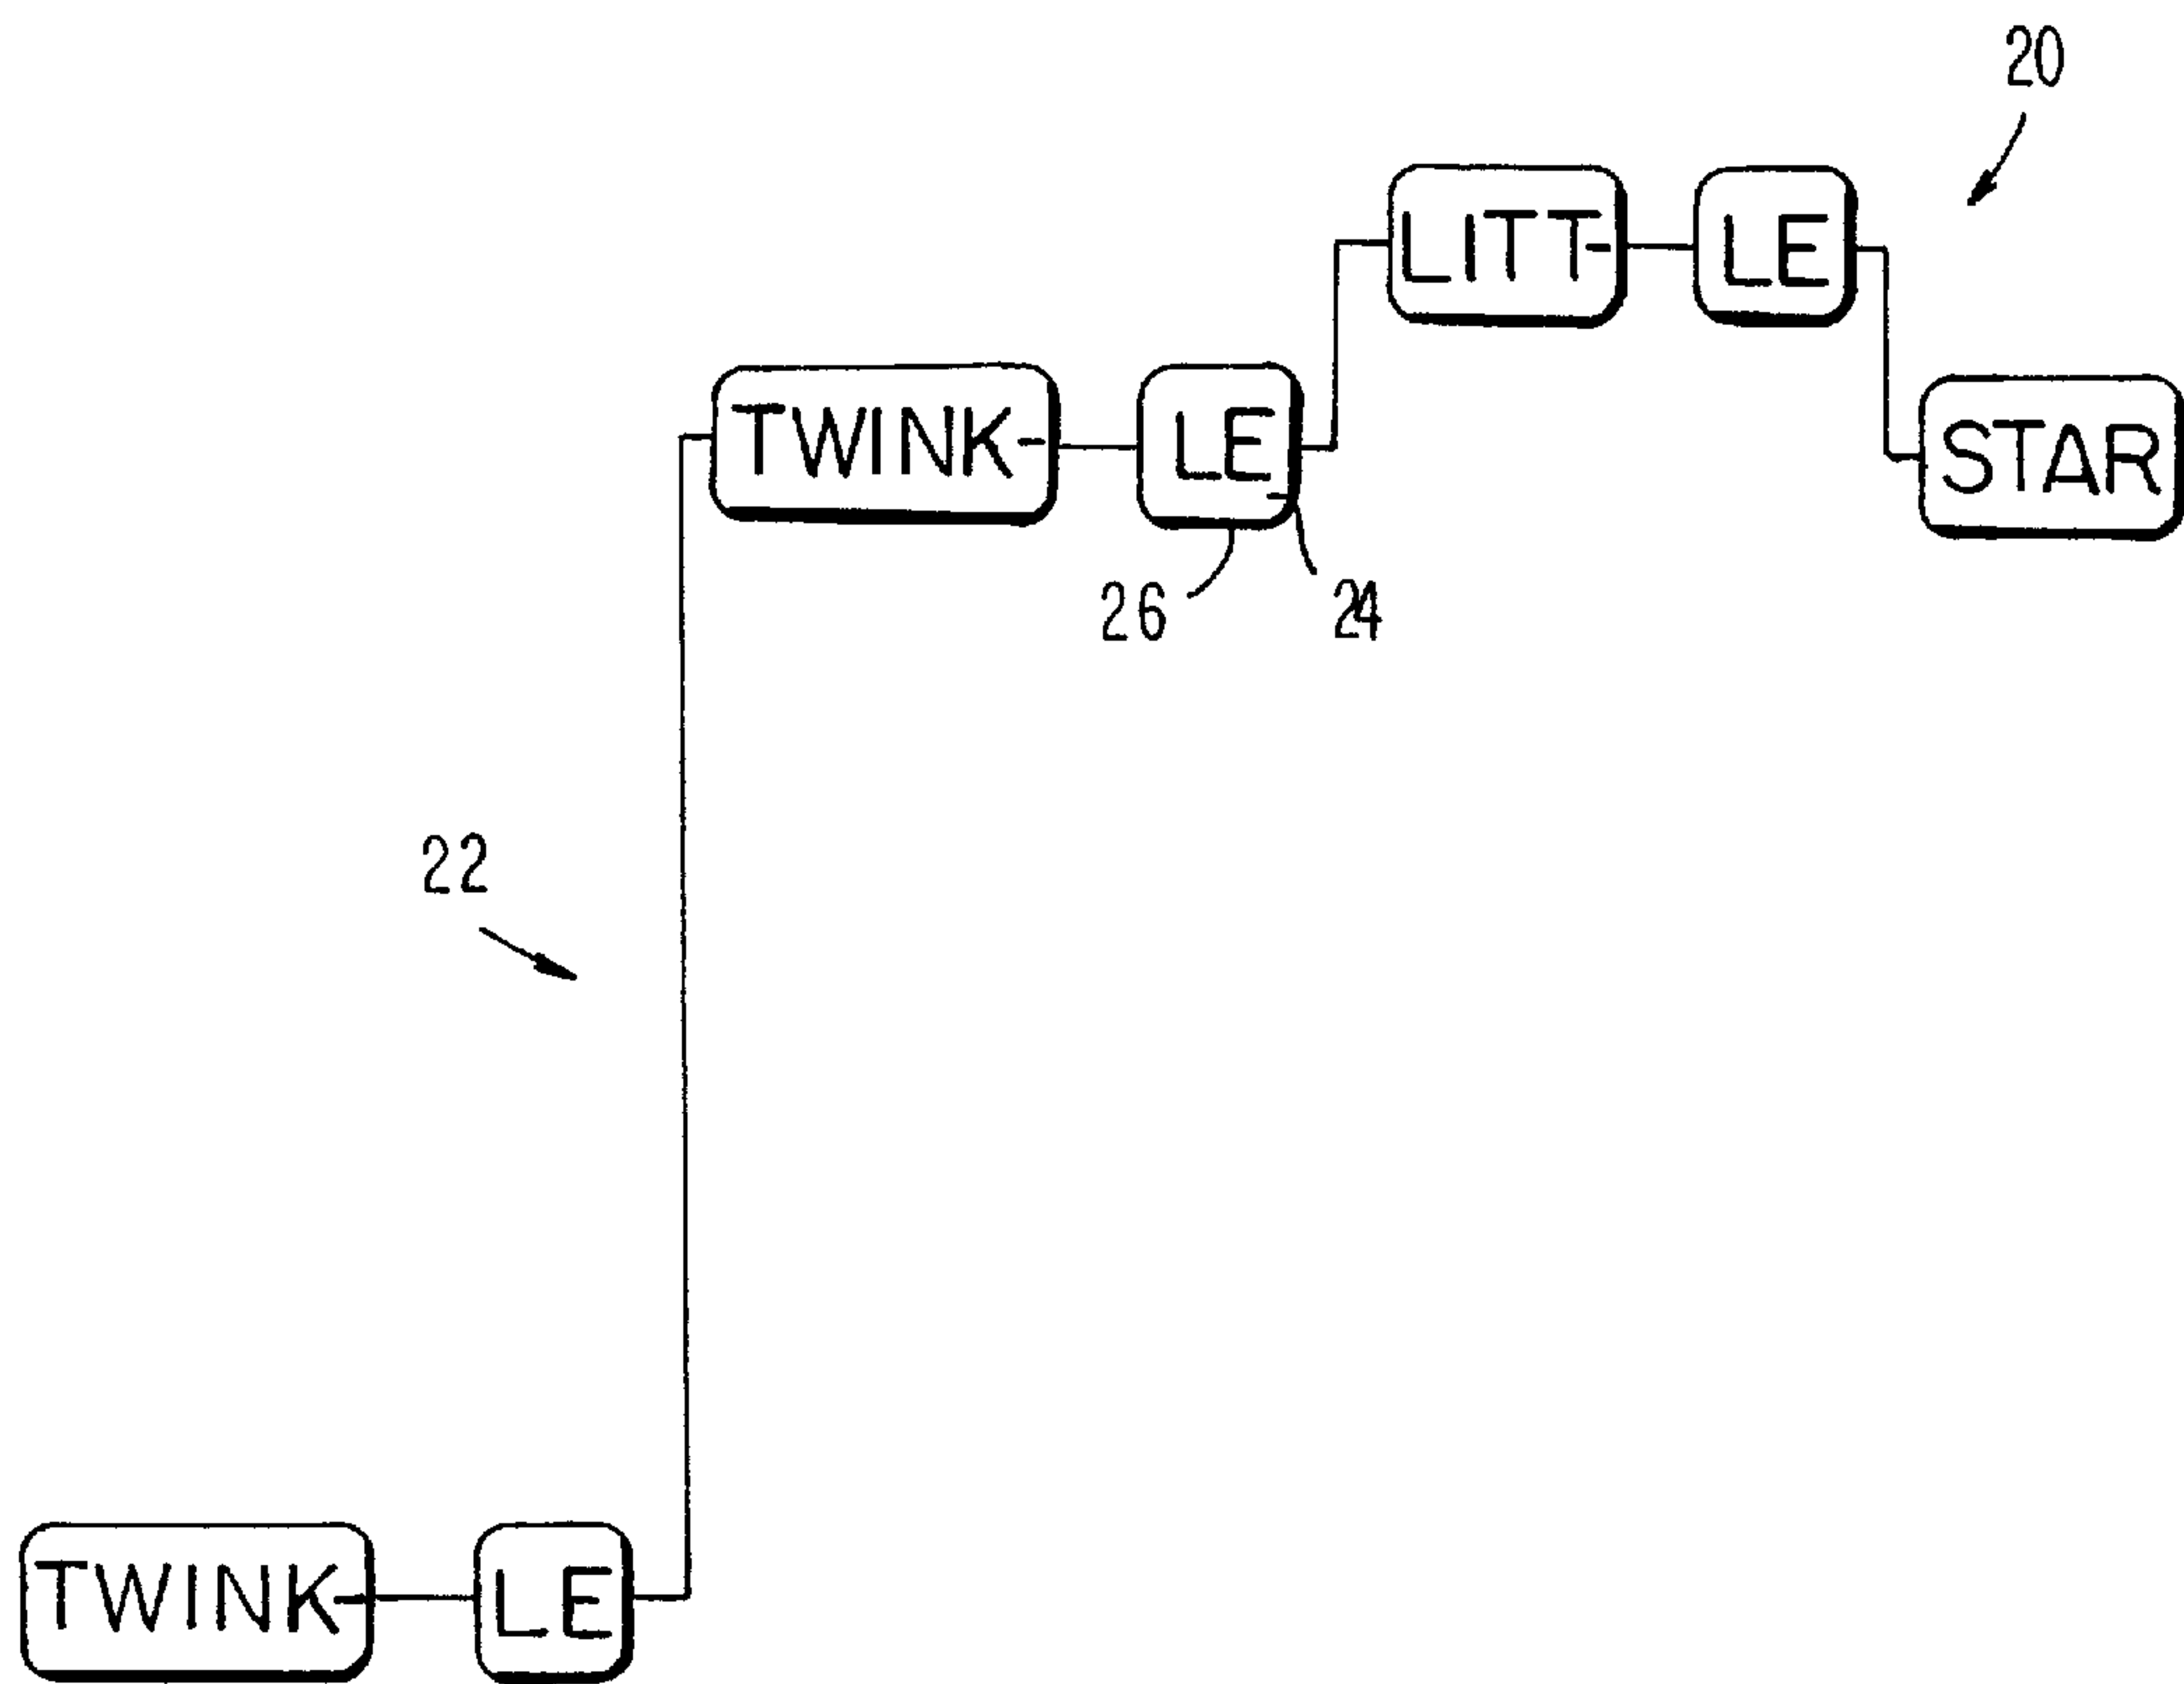 20
LITT- LE
TWINK- LE STAR
26 24
22
TWINK- LE